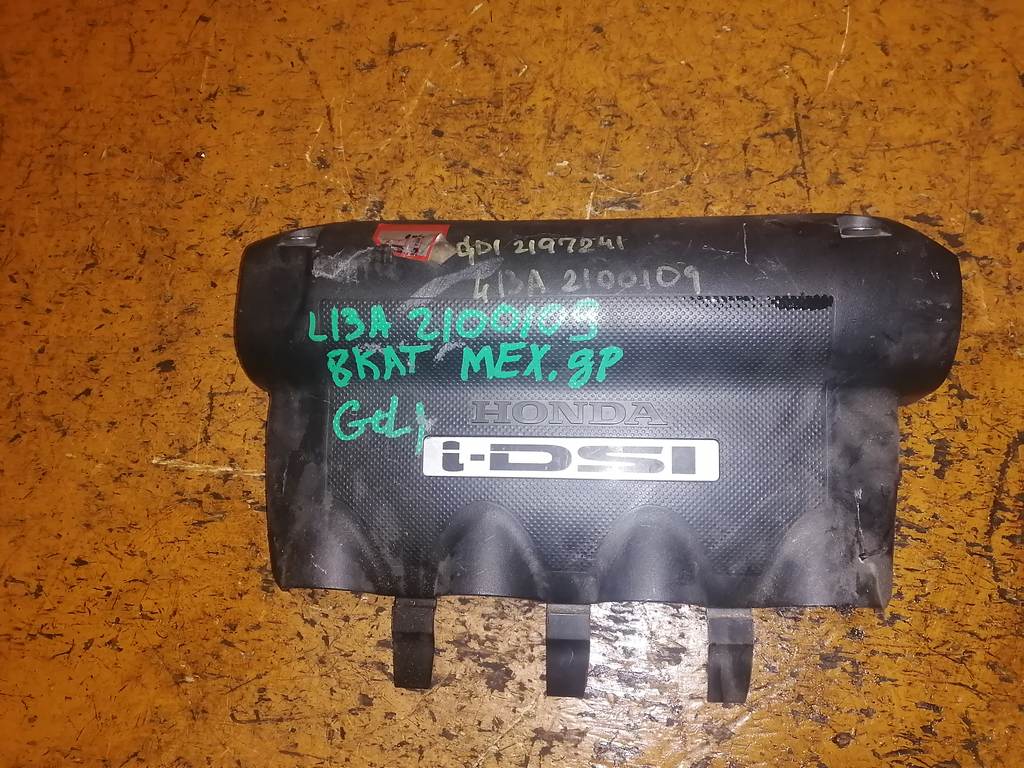 GD1 2197241
L13A 2100109
L13A 2100109
8KAT MEX. gP
HONDA
i-DSI